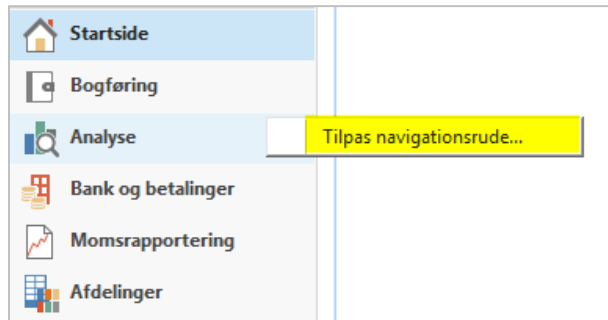 Startside
Bogføring
Analyse
Tilpas navigationsrude...
Bank og betalinger
Momsrapportering
Afdelinger